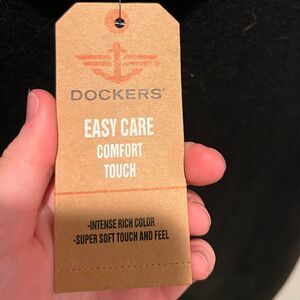 DOCKERS®
EASY CARE
COMFORT
TOUCH
-INTENSE RICH COLOR
-SUPER SOFT TOUCH AND FEEL